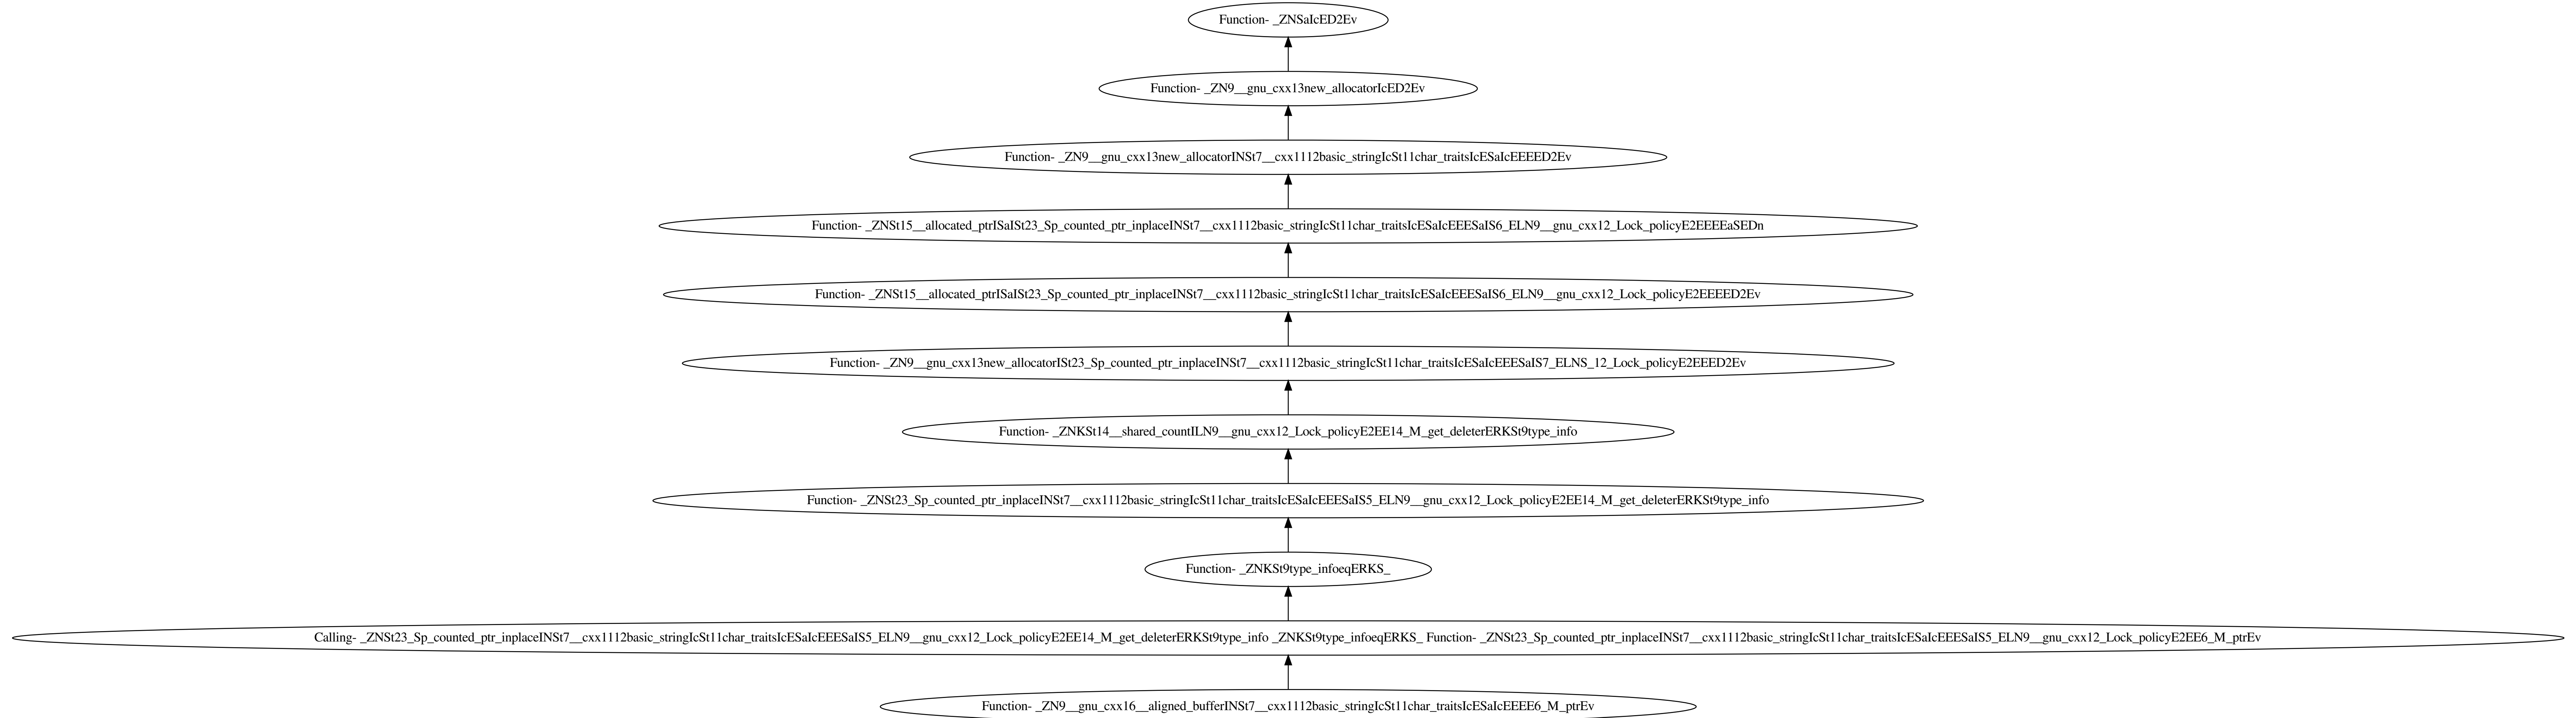 Function- _ZNSaIcED2Ev
Function- _ZN9__gnu_cxx13new_allocatorIcED2Ev
Function- _ZN9__gnu_cxx13new_allocatorINSt7__cxx1112basic_stringIcSt11char_traitsIcESaIcEEEED2Ev
Function- _ZNSt15__allocated_ptrISaISt23_Sp_counted_ptr_inplaceINSt7__cxx1112basic_stringIcSt11char_traitsIcESaIcEEESaIS6_ELN9__gnu_cxx12_Lock_policyE2EEEEaSEDn
Function- _ZNSt15__allocated_ptrISaISt23_Sp_counted_ptr_inplaceINSt7__cxx1112basic_stringIcSt11char_traitsIcESaIcEEESaIS6_ELN9__gnu_cxx12_Lock_policyE2EEEED2Ev
Function- _ZN9__gnu_cxx13new_allocatorISt23_Sp_counted_ptr_inplaceINSt7__cxx1112basic_stringIcSt11char_traitsIcESaIcEEESaIS7_ELNS_12_Lock_policyE2EEED2Ev
Function- _ZNKSt14__shared_countILN9__gnu_cxx12_Lock_policyE2EE14_M_get_deleterERKSt9type_info
Function- _ZNSt23_Sp_counted_ptr_inplaceINSt7__cxx1112basic_stringIcSt11char_traitsIcESaIcEEESaIS5_ELN9__gnu_cxx12_Lock_policyE2EE14_M_get_deleterERKSt9type_info
Function- _ZNKSt9type_infoeqERKS_
Calling- _ZNSt23_Sp_counted_ptr_inplaceINSt7__cxx1112basic_stringIcSt11char_traitsIcESaIcEEESaIS5_ELN9__gnu_cxx12_Lock_policyE2EE14_M_get_deleterERKSt9type_info _ZNKSt9type_infoeqERKS_ Function- _ZNSt23_Sp_counted_ptr_inplaceINSt7__cxx1112basic_stringIcSt11char_traitsIcESaIcEEESaIS5_ELN9__gnu_cxx12_Lock_policyE2EE6_M_ptrEv
Function- _ZN9__gnu_cxx16__aligned_bufferINSt7__cxx1112basic_stringIcSt11char_traitsIcESaIcEEEE6_M_ptrEv